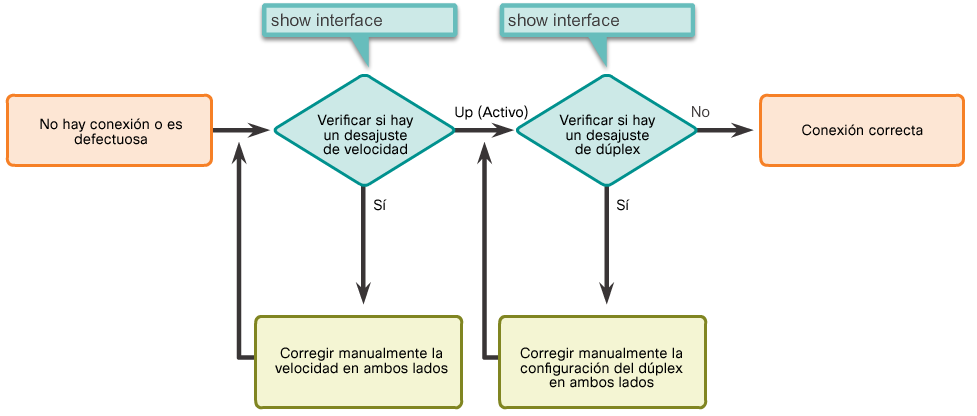 show interface
show interface
No hay conexión o es
defectuosa
Verificar si hay
un desajuste
de velocidad
Up (Activo)
Verificar si hay
un desajuste
de dúplex
No
Conexión correcta
Sí
Sí
Corregir manualmente la
velocidad en ambos lados
Corregir manualmente la
configuración del dúplex
en ambos lados